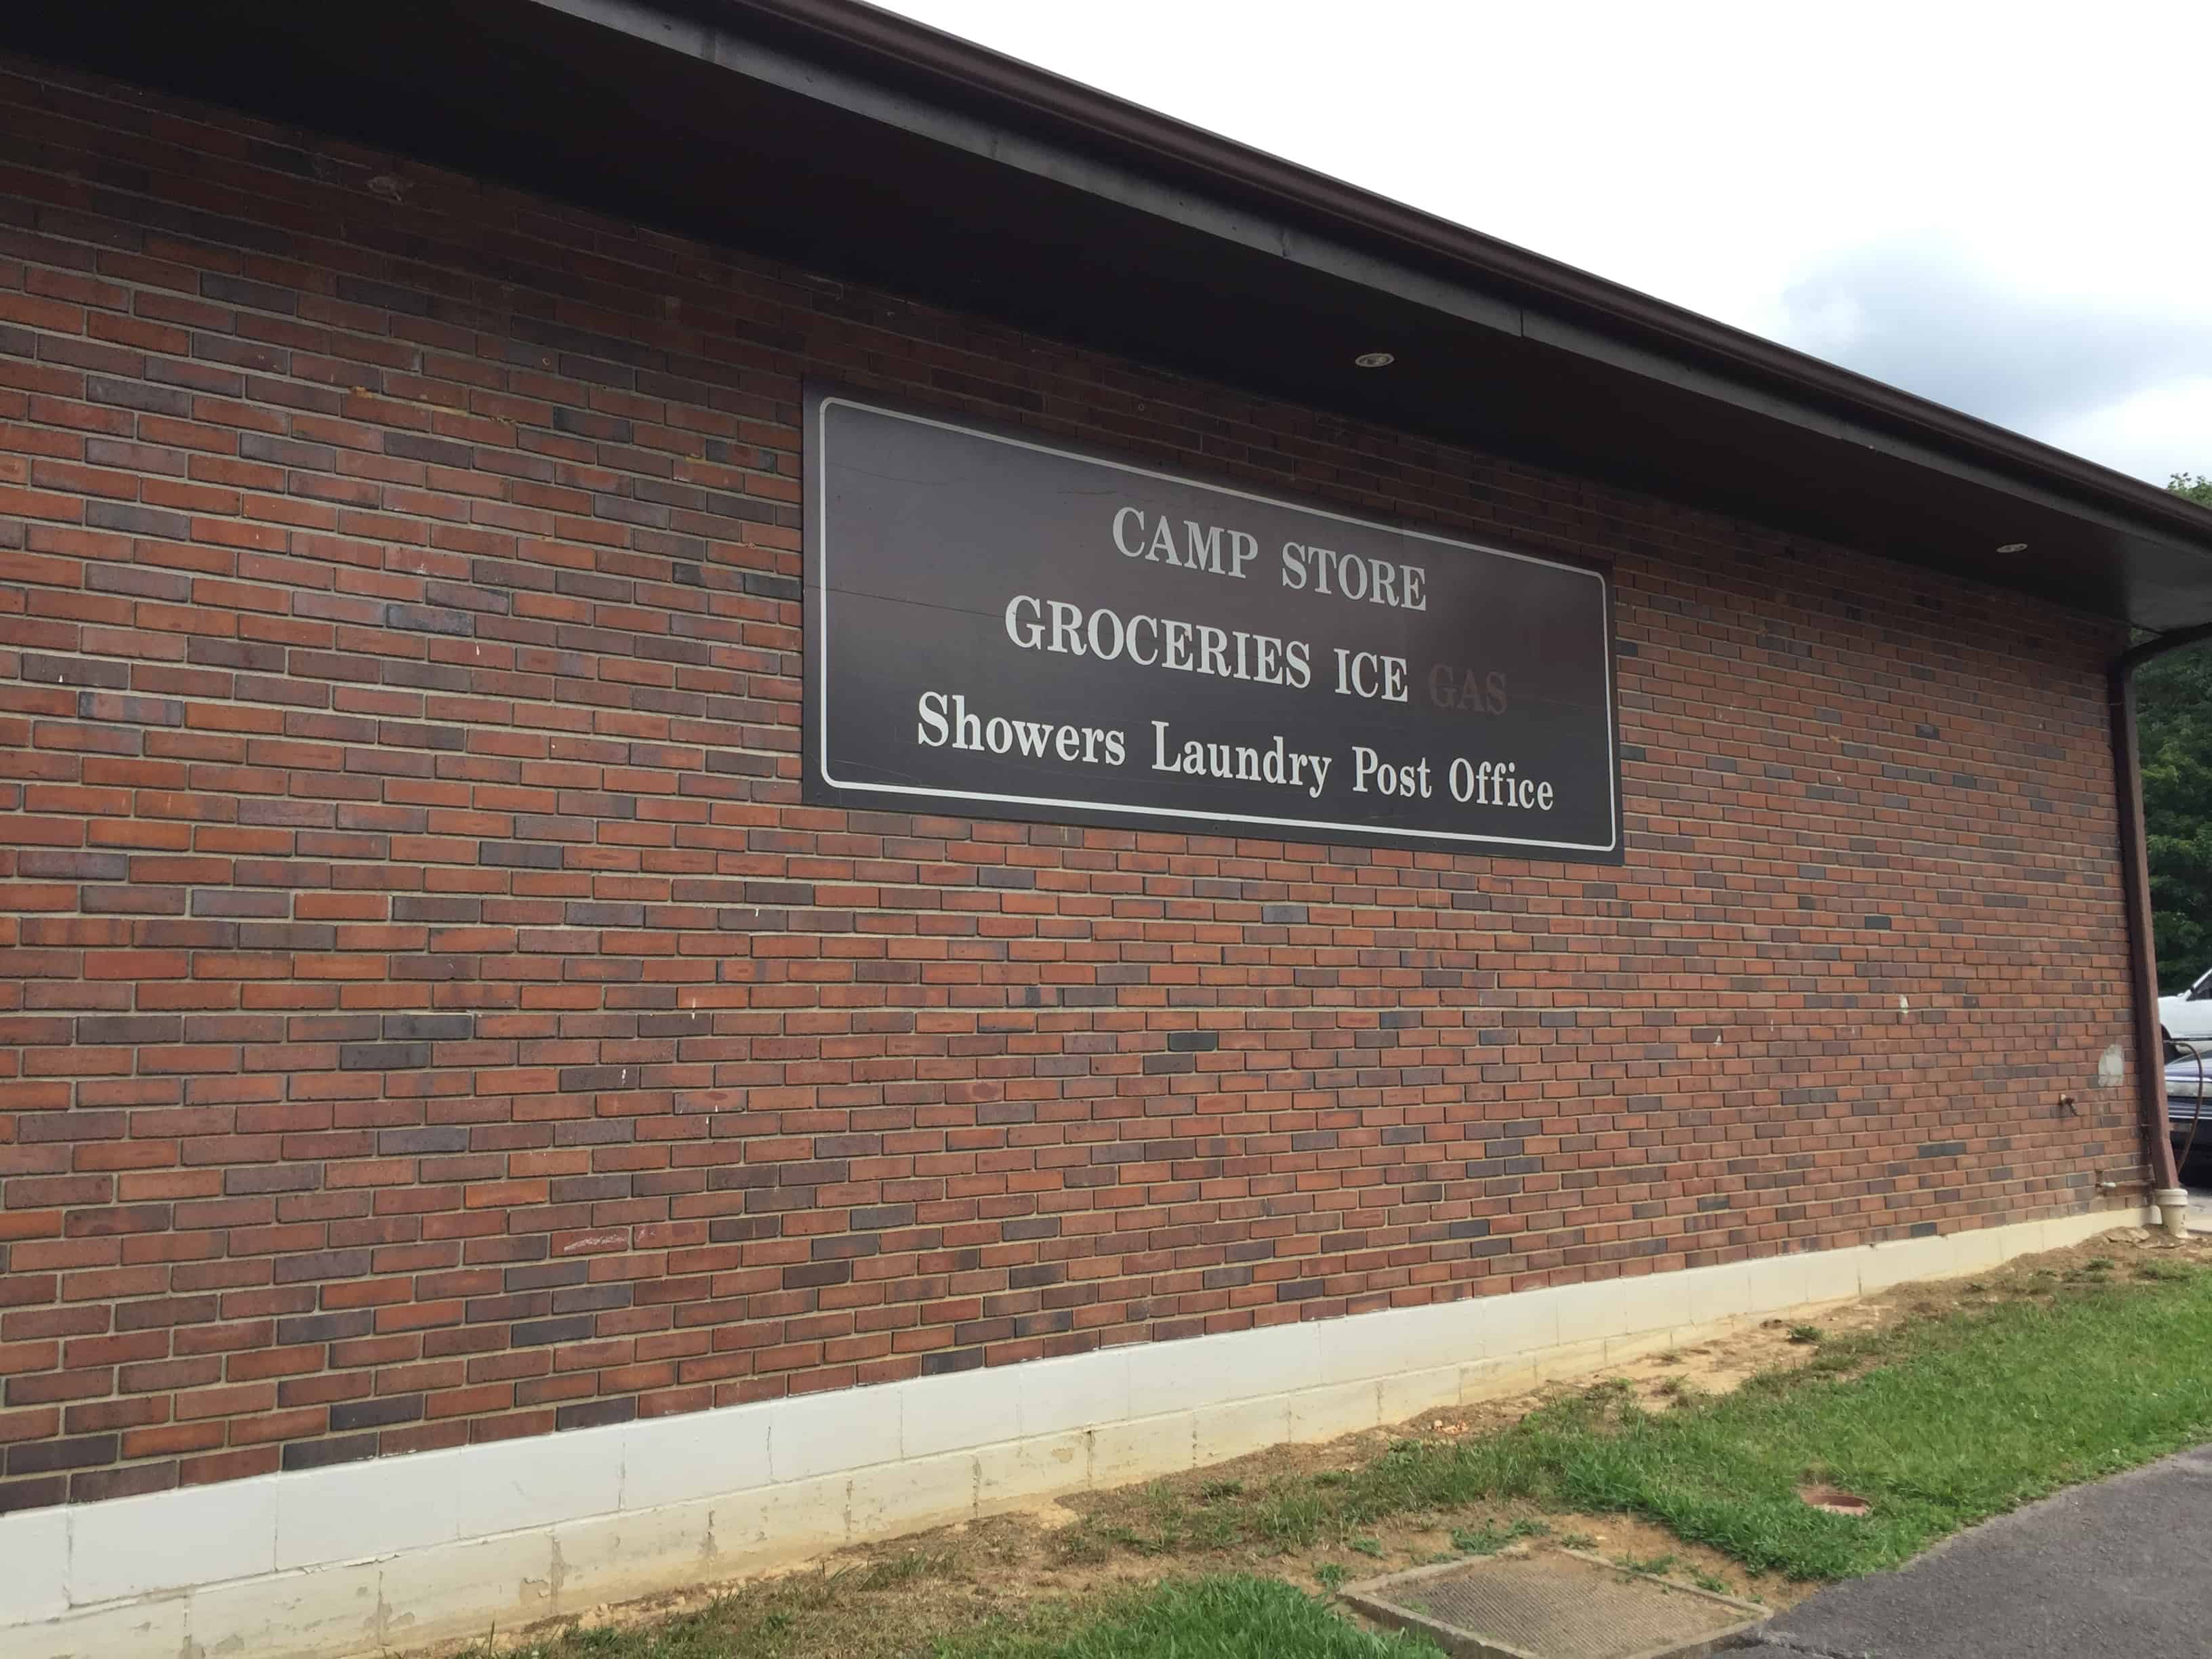 CAMP STORE
GROCERIES ICE GAS
Showers Laundry Post Office